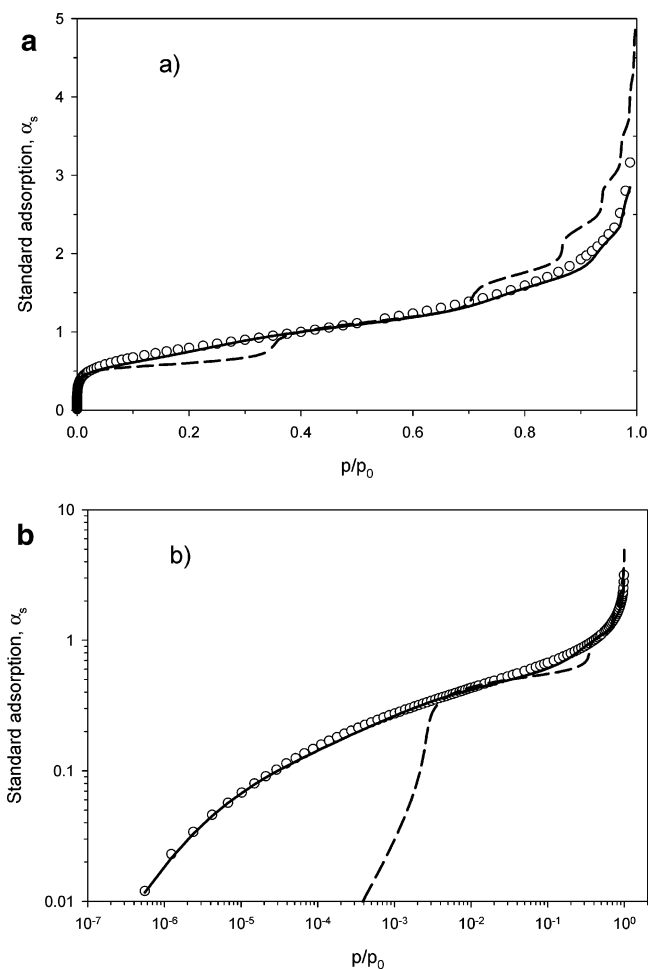 a
a)
Standard adsorption, αs
5
4
3
2
1
0
0.0 0.2 0.4 0.6 0.8 1.0
p/p0
b
b)
Standard adsorption, αs
10
1
0.1
0.01
10-7 10-6 10-5 10-4 10-3 10-2 10-1 100
p/p0